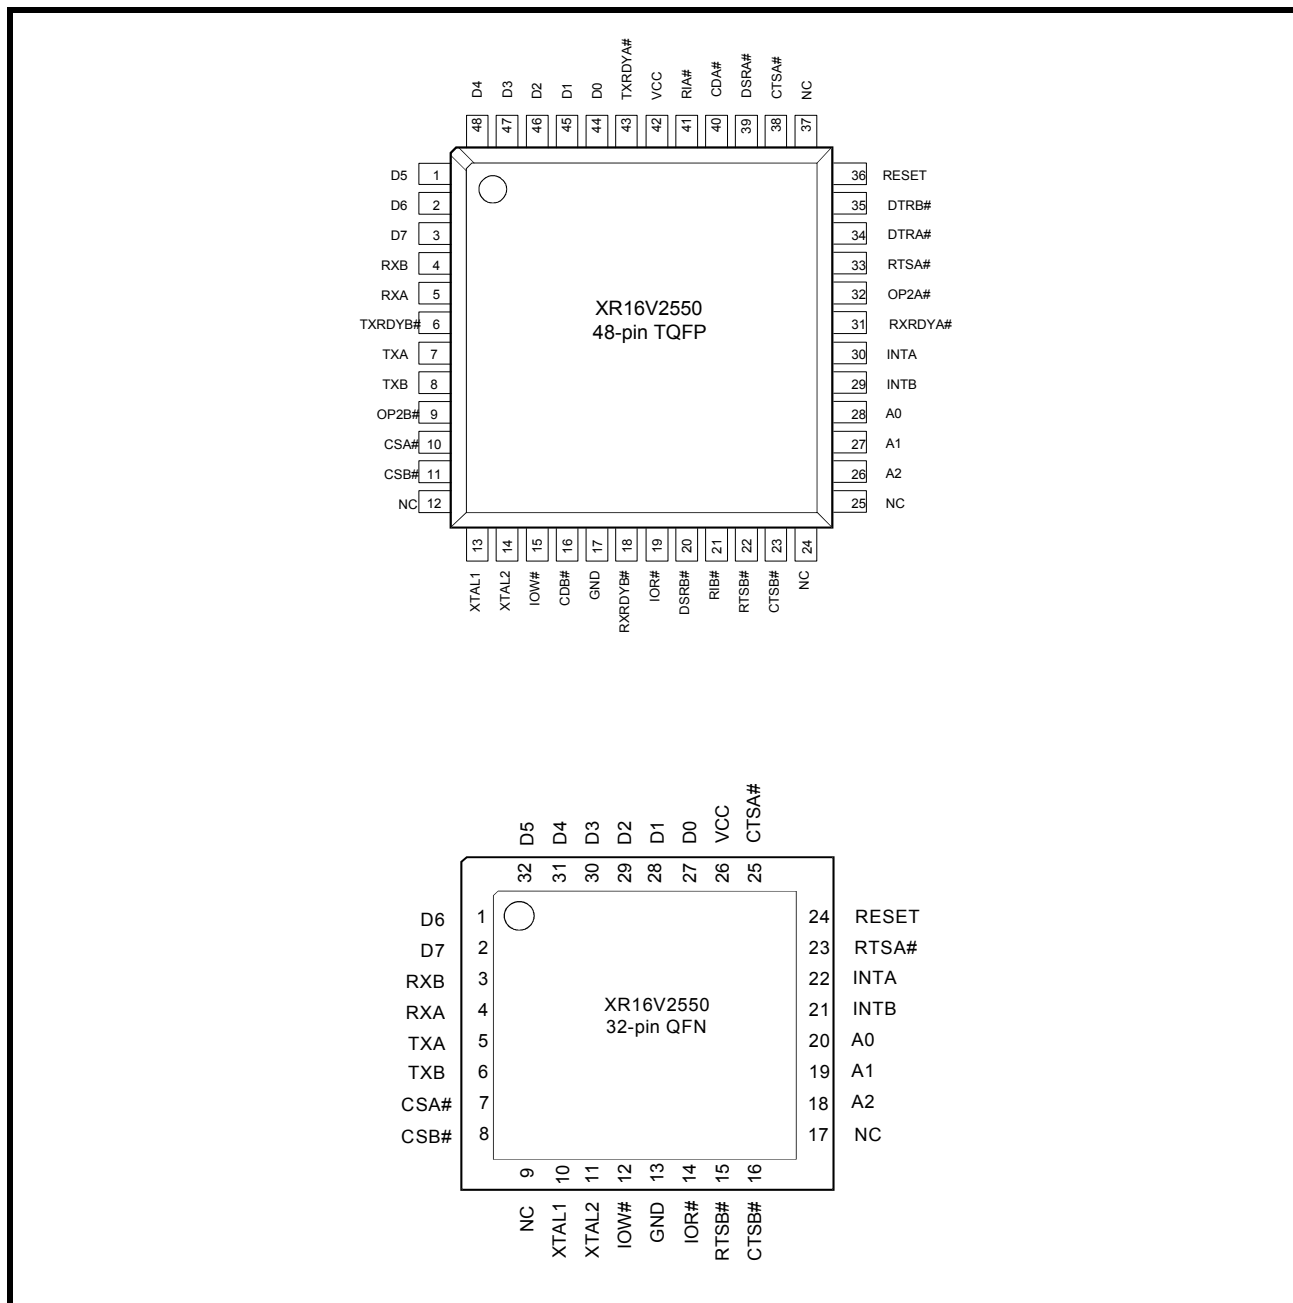 D4 D3 D2 D1 D0 TXRDYA# VCC RIA# CDA# DSRA# CTSA# NC
48 47 46 45 44 43 42 41 40 39 38 37
D5 1 36 RESET
D6 2 35 DTRB#
D7 3 34 DTRA#
RXB 4 33 RTSA#
RXA 5 32 OP2A#
XR16V2550
TXRDYB# 6 31 RXRDYA#
48-pin TQFP
TXA 7 30 INTA
TXB 8 29 INTB
OP2B# 9 28 A0
CSA# 10 27 A1
CSB# 11 26 A2
NC 12 25 NC
13 14 15 16 17 18 19 20 21 22 23 24
XTAL1 XTAL2 IOW# CDB# GND RXRDYB# IOR# DSRB# RIB# RTSB# CTSB# NC
D5 D4 D3 D2 D1 D0 VCC CTSA#
32 31 30 29 28 27 26 25
D6 1 24 RESET
D7 2 23 RTSA#
RXB 3 22 INTA
XR16V2550
RXA 4 21 INTB
32-pin QFN
TXA 5 20 A0
TXB 6 19 A1
CSA# 7 18 A2
CSB# 8 17 NC
9 10 11 12 13 14 15 16
NC XTAL1 XTAL2 IOW# GND IOR# RTSB# CTSB#